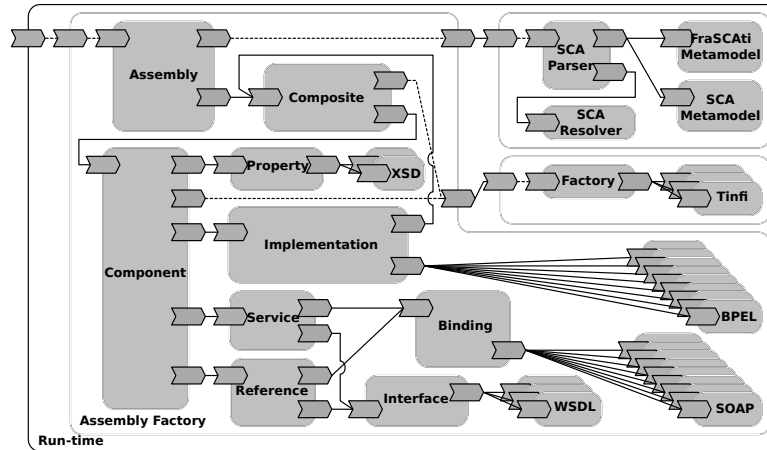 Assembly
SCA
Parser
FraSCAti
Metamodel
Composite
SCA
Resolver
SCA
Metamodel
Property
XSD
Factory
Tinfi
Component
Implementation
BPEL
Service
Binding
Reference
Interface
WSDL
SOAP
Assembly Factory
Run-time